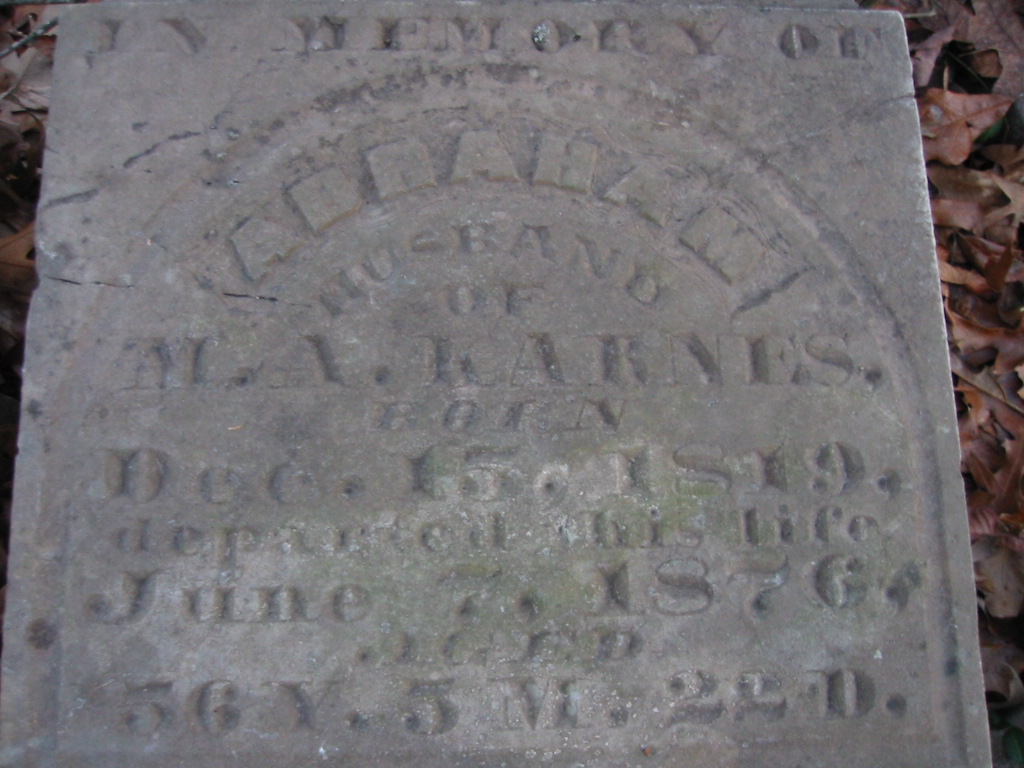 IN MEMORY OF
ABRAHAM
HUSBAND
OF
M. A. KARNES.
BORN
Dec. 15, 1819,
departed this life
June 7, 1876,
AGED
56 Y. 5 M. 22 D.